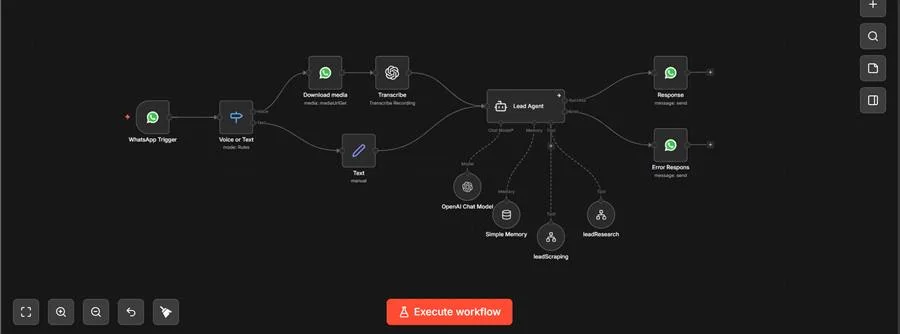 WhatsApp Trigger
Voice or Text
mode: Rules
Voice
Text
Download media
media: mediaUrlGet
Transcribe
Transcribe Recording
Text
manual
Lead Agent
Success
Error
Chat Model*
Memory
Tool
Model
OpenAI Chat Model
Memory
Simple Memory
Tool
leadScraping
Tool
leadResearch
Response
message: send
Error Respons
message: send
Execute workflow